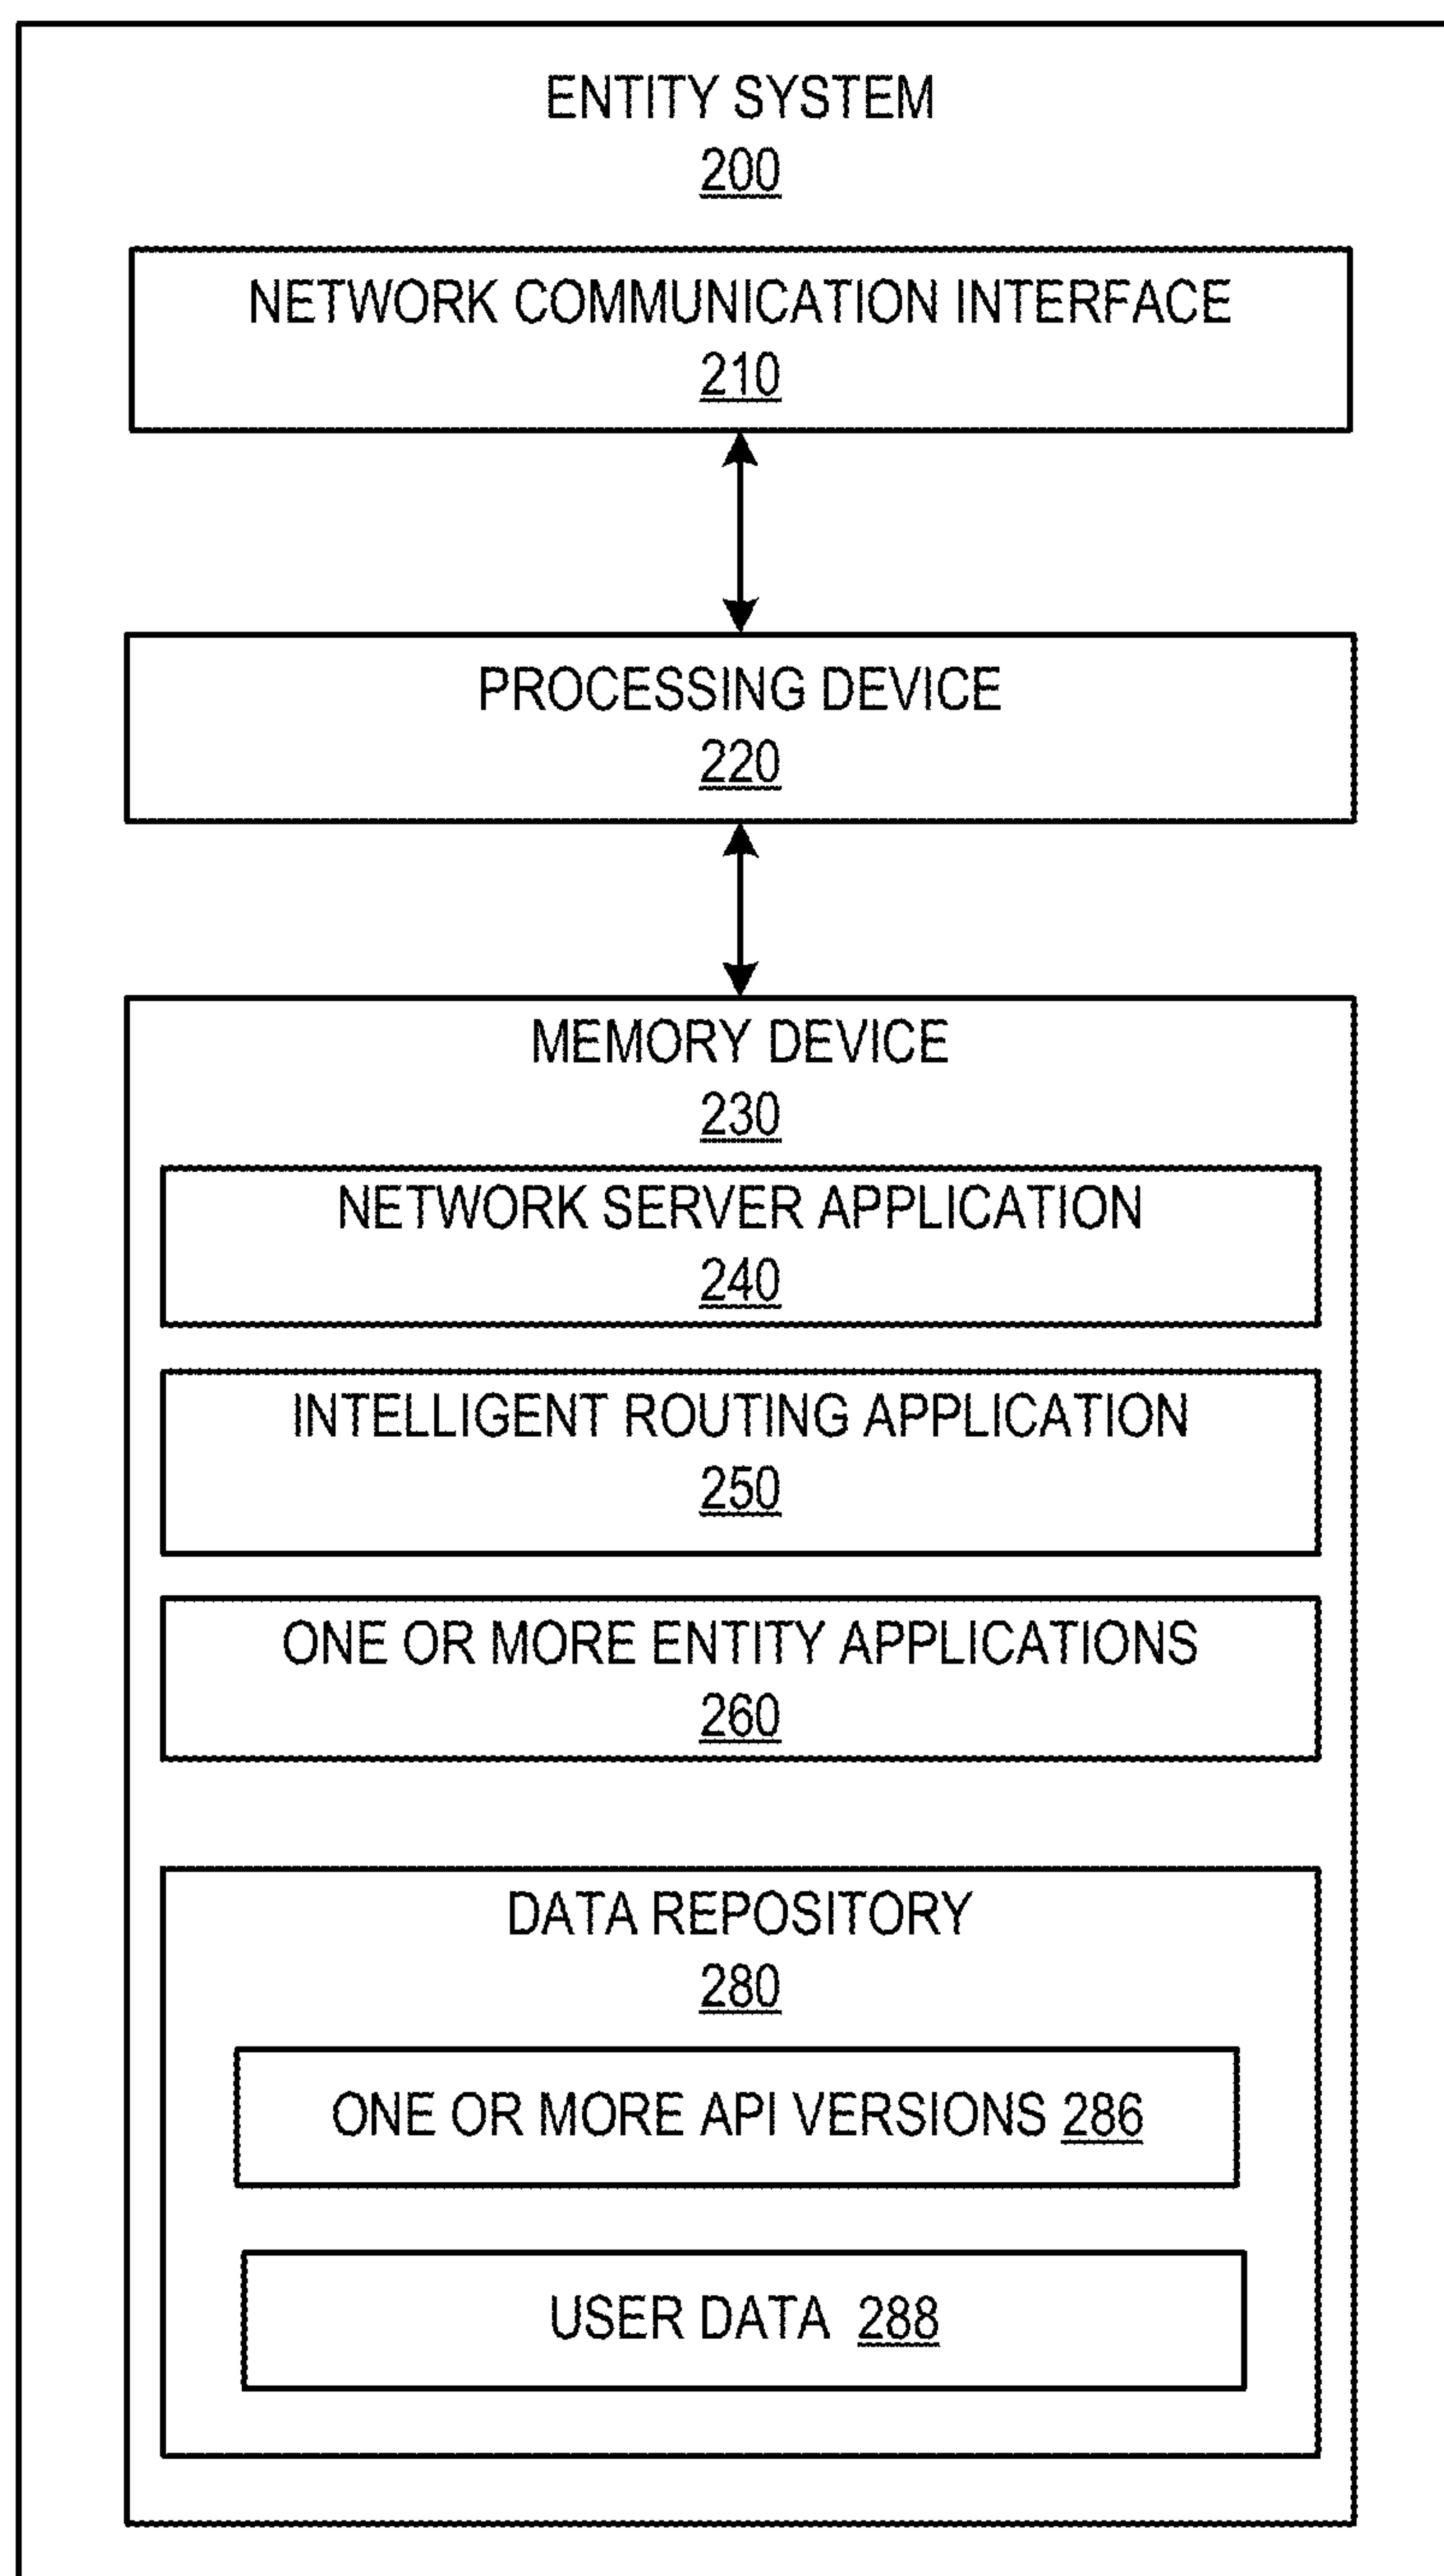 ENTITY SYSTEM
200
NETWORK COMMUNICATION INTERFACE
210
PROCESSING DEVICE
220
MEMORY DEVICE
230
NETWORK SERVER APPLICATION
240
INTELLIGENT ROUTING APPLICATION
250
ONE OR MORE ENTITY APPLICATIONS
260
DATA REPOSITORY
280
ONE OR MORE API VERSIONS 286
USER DATA 288